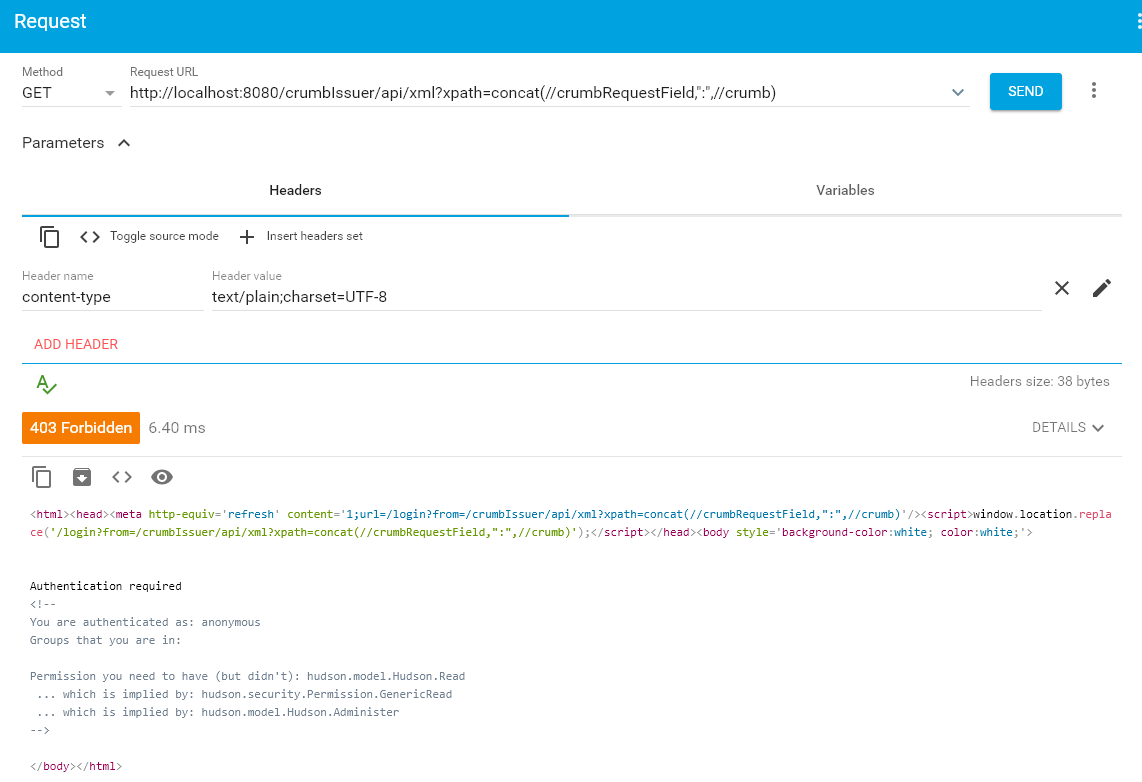 Request
Method
Request URL
GET
http://localhost:8080/crumbIssuer/api/xml?xpath=concat(//crumbRequestField,":",//crumb)
SEND
Parameters
Headers
Variables
Toggle source mode
Insert headers set
Header name
Header value
content-type
text/plain;charset=UTF-8
ADD HEADER
Headers size: 38 bytes
403 Forbidden
6.40 ms
DETAILS
<html><head><meta http-equiv='refresh' content='1;url=/login?from=/crumbIssuer/api/xml?xpath=concat(//crumbRequestField,":",//crumb)'/><script>window.location.repla
ce('/login?from=/crumbIssuer/api/xml?xpath=concat(//crumbRequestField,":",//crumb)');</script></head><body style='background-color:white; color:white;'>
Authentication required
<!--
You are authenticated as: anonymous
Groups that you are in:
Permission you need to have (but didn't): hudson.model.Hudson.Read
... which is implied by: hudson.security.Permission.GenericRead
... which is implied by: hudson.model.Hudson.Administer
-->
</body></html>